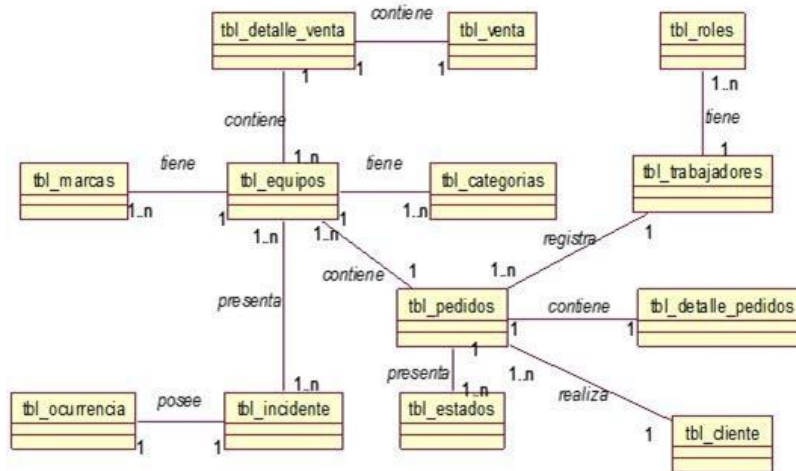 contiene
tbl_detalle_venta
tbl_venta
tbl_roles
1
1
1
1..n
contiene
tiene
1..n
1
tiene
tiene
tbl_marcas
tbl_equipos
tbl_categorias
tbl_trabajadores
1..n
1
1
1..n
1..n
1..n
1
registra
contiene
1
1..n
presenta
tbl_pedidos
contiene
tbl_detalle_pedidos
1
1
1
presenta
1..n
1..n
1..n
realiza
posee
tbl_ocurrencia
tbl_incidente
tbl_estados
1
1
1
tbl_cliente